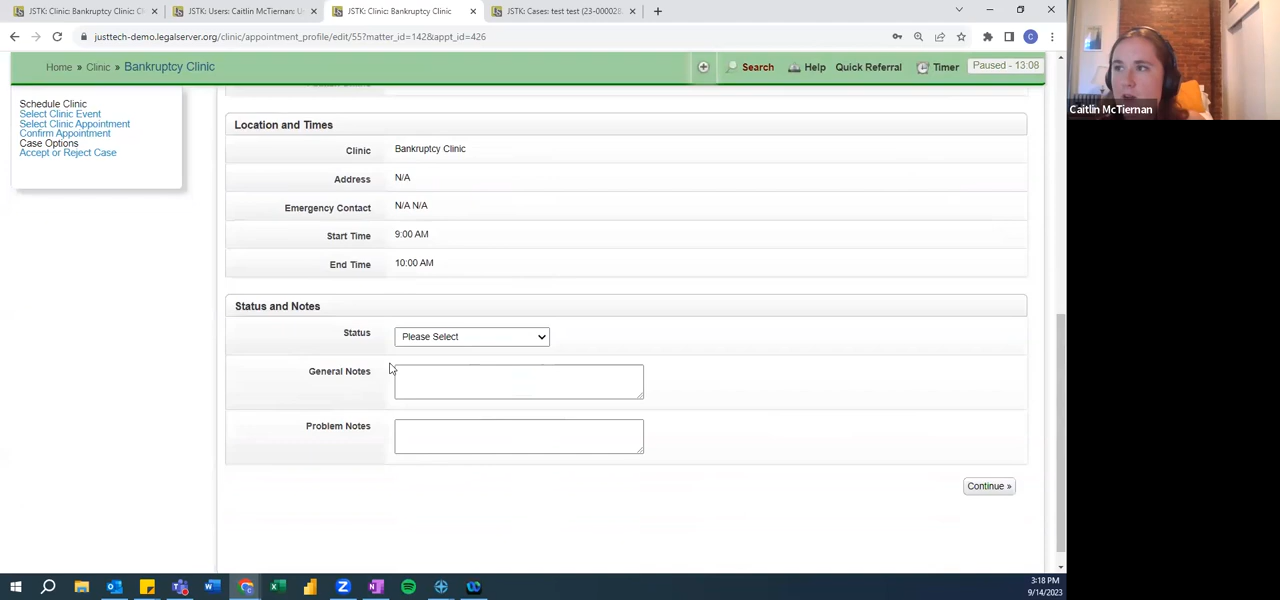 JSTK: Clinic: Bankruptcy Clinic: C
JSTK: Users: Caitlin McTiernan: U
JSTK: Clinic: Bankruptcy Clinic
JSTK: Cases: test test (23-000028
justtech-demo.legalserver.org/clinic/appointment_profile/edit/55?matter_id=142&appt_id=426
C
Home » Clinic » Bankruptcy Clinic
Search Help Quick Referral Timer Paused - 13:08
Schedule Clinic
Select Clinic Event
Select Clinic Appointment
Confirm Appointment
Case Options
Accept or Reject Case
Location and Times
Clinic Bankruptcy Clinic
Address N/A
Emergency Contact N/A N/A
Start Time 9:00 AM
End Time 10:00 AM
Status and Notes
Status Please Select
General Notes
Problem Notes
Continue »
Caitlin McTiernan
3:18 PM
9/14/2023